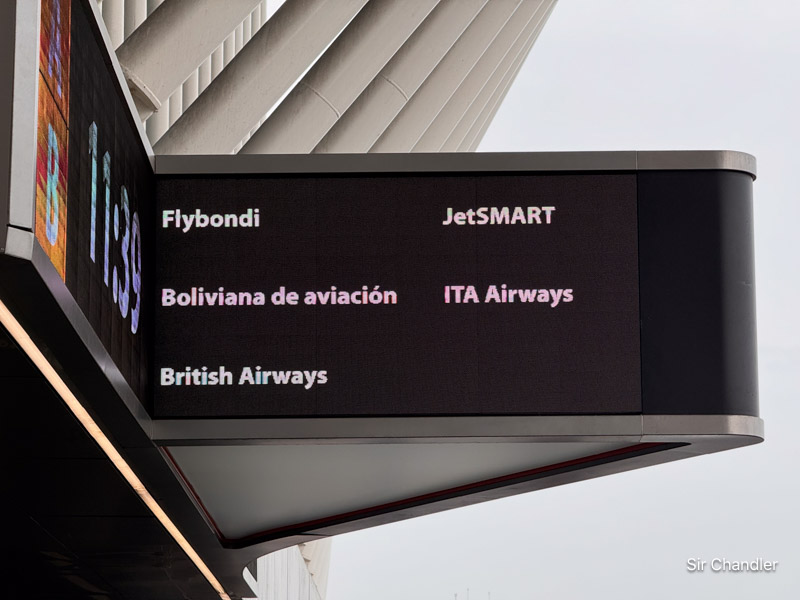 B
11:39
Flybondi
JetSMART
Boliviana de aviación
ITA Airways
British Airways
Sir Chandler